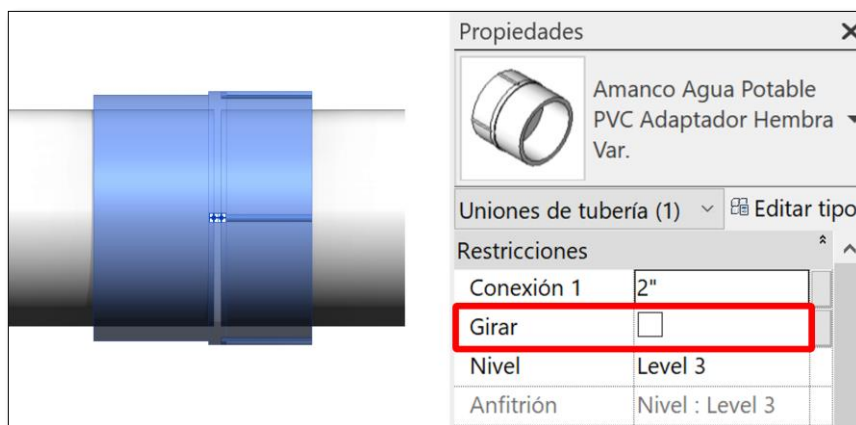 Propiedades
Amanco Agua Potable
PVC Adaptador Hembra
Var.
Uniones de tubería (1)
Editar tipo
Restricciones
Conexión 1 2"
Girar
Nivel Level 3
Anfitrión Nivel : Level 3